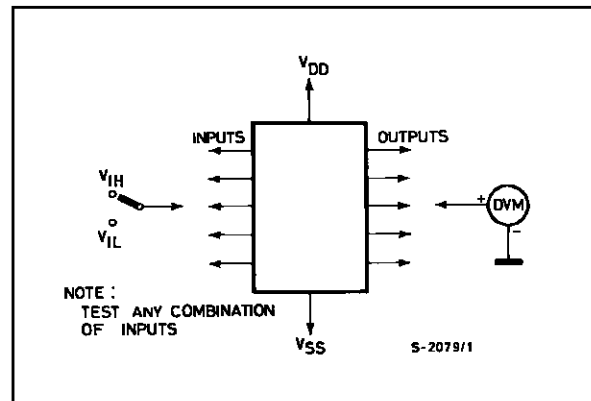 VDD
INPUTS
OUTPUTS
VIH
VIL
+
DVM
-
NOTE :
TEST ANY COMBINATION
OF INPUTS
VSS
S-2079/1